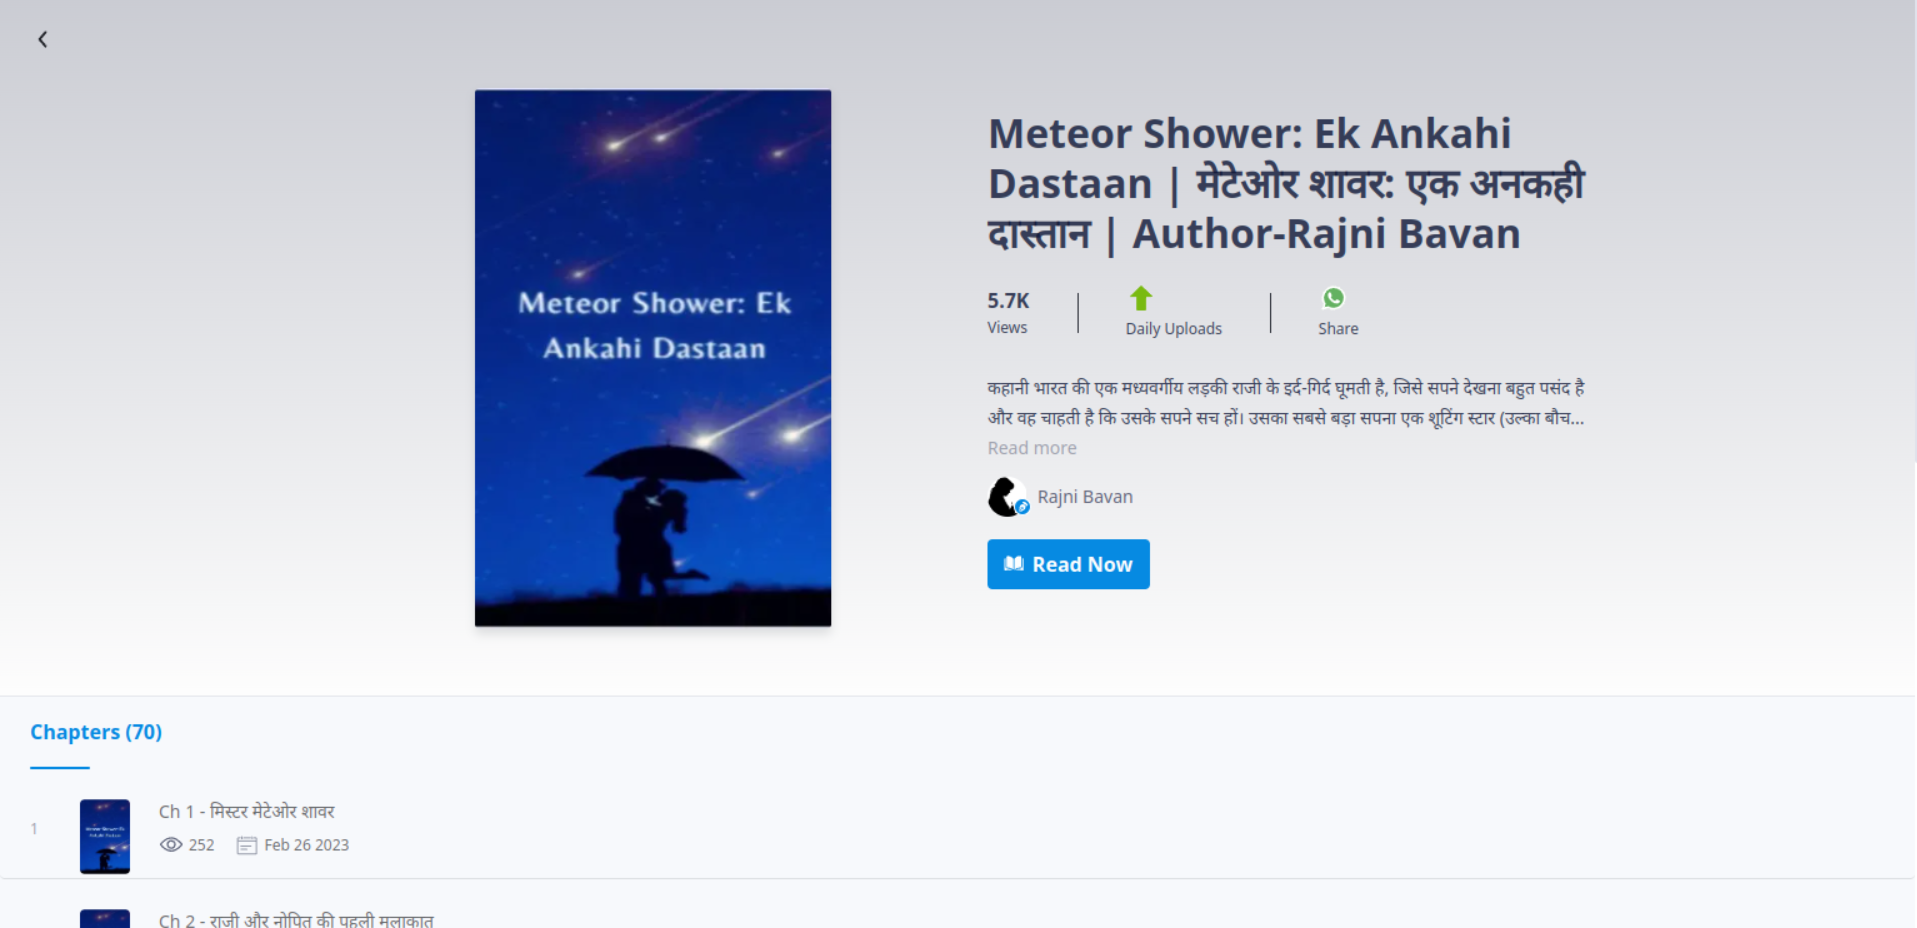 Meteor Shower: Ek
Ankahi Dastaan
Meteor Shower: Ek Ankahi
Dastaan | मेटेओर शावर: एक अनकही
दास्तान | Author-Rajni Bavan
5.7K
Views
Daily Uploads
Share
कहानी भारत की एक मध्यवर्गीय लड़की राजी के इर्द-गिर्द घूमती है, जिसे सपने देखना बहुत पसंद है
और वह चाहती है कि उसके सपने सच हों। उसका सबसे बड़ा सपना एक शूटिंग स्टार (उल्का बौच...
Read more
Rajni Bavan
Read Now
Chapters (70)
1
Ch 1 - मिस्टर मेटेओर शावर
252 Feb 26 2023
Ch 2 - राजी और नोपित की पहली मुलाकात